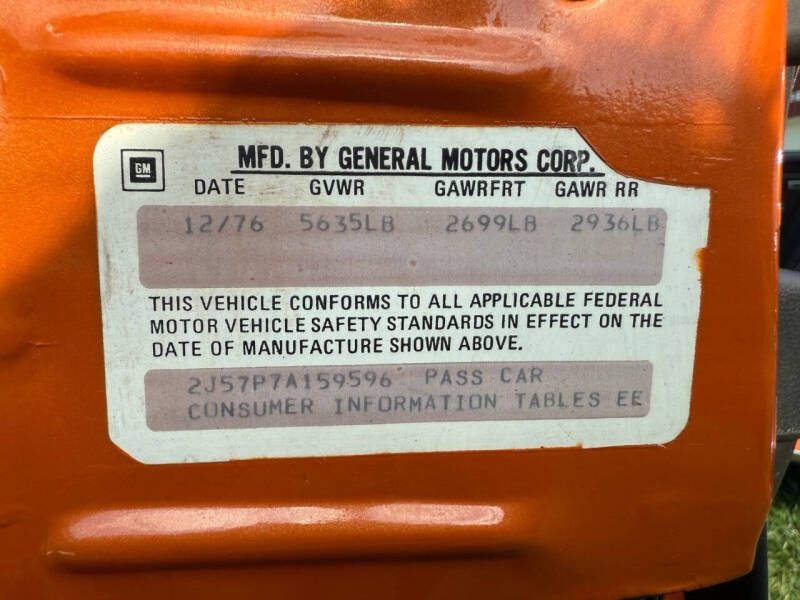 GM
MFD. BY GENERAL MOTORS CORP.
DATE GVWR GAWRFRT GAWR RR
12/76 5635LB 2699LB 2936LB
THIS VEHICLE CONFORMS TO ALL APPLICABLE FEDERAL
MOTOR VEHICLE SAFETY STANDARDS IN EFFECT ON THE
DATE OF MANUFACTURE SHOWN ABOVE.
2J57P7A159596 PASS CAR
CONSUMER INFORMATION TABLES EE